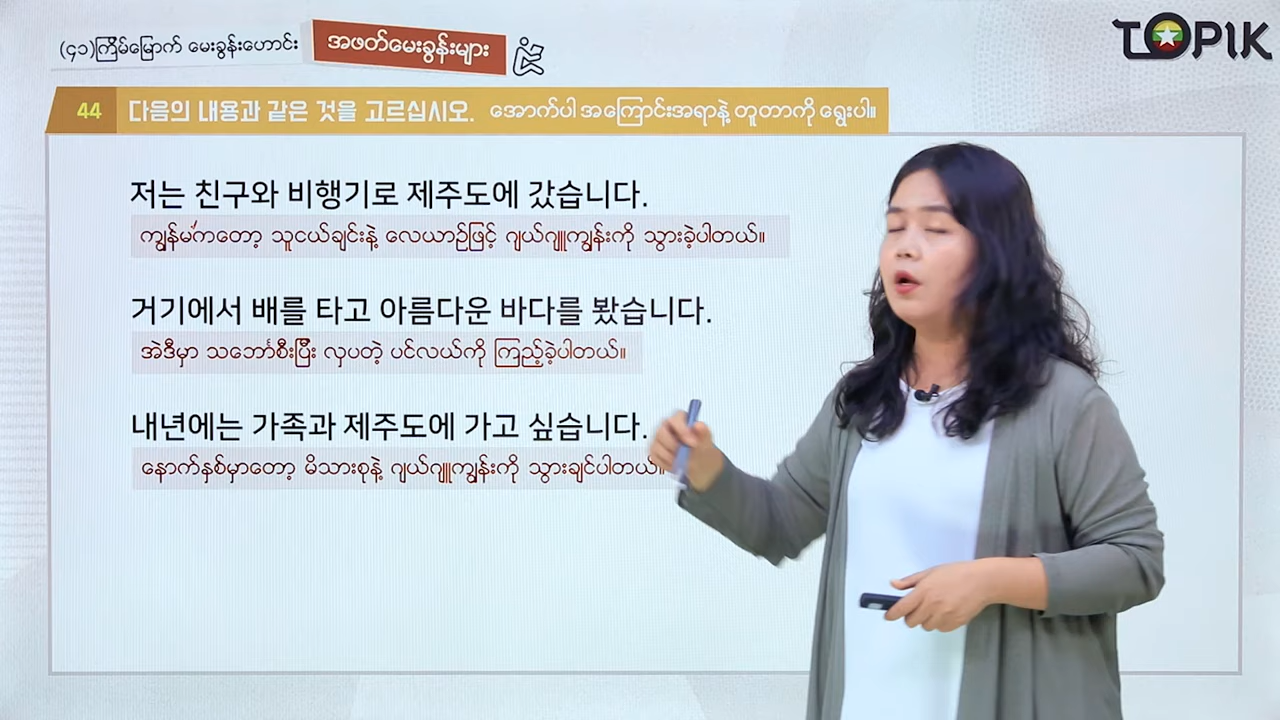 (၄၁)ကြိမ်မြောက် မေးခွန်းဟောင်း အဖတ်မေးခွန်းများ
TOPIK
44 다음의 내용과 같은 것을 고르십시오. အောက်ပါ အကြောင်းအရာနဲ့ တူတာကို ရွေးပါ။
저는 친구와 비행기로 제주도에 갔습니다.
ကျွန်မကတော့ သူငယ်ချင်းနဲ့ လေယာဉ်ဖြင့် ဂျယ်ဂျူကျွန်းကို သွားခဲ့ပါတယ်။
거기에서 배를 타고 아름다운 바다를 봤습니다.
အဲဒီမှာ သင်္ဘောစီးပြီး လှပတဲ့ ပင်လယ်ကို ကြည့်ခဲ့ပါတယ်။
내년에는 가족과 제주도에 가고 싶습니다.
နောက်နှစ်မှာတော့ မိသားစုနဲ့ ဂျယ်ဂျူကျွန်းကို သွားချင်ပါတယ်။